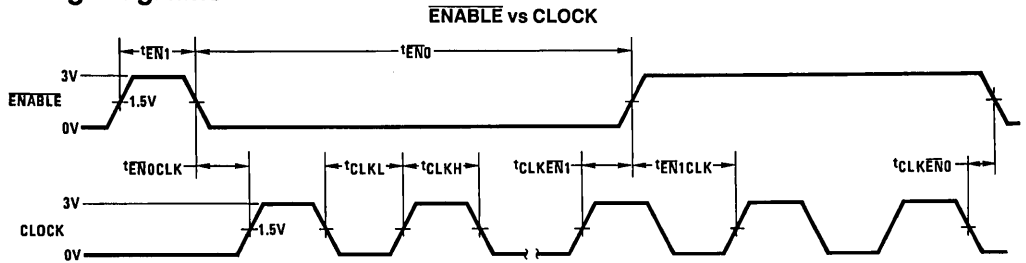 ENABLE vs CLOCK
tEN1
tEN0
3V
ENABLE
1.5V
0V
tEN0CLK
tCLKL
tCLKH
tCLKEN1
tEN1CLK
tCLKEN0
3V
CLOCK
1.5V
0V